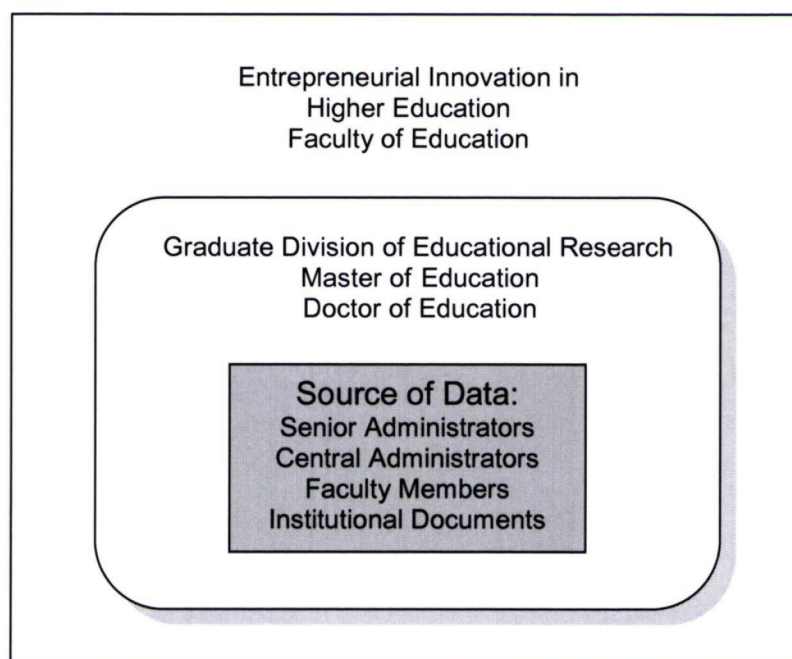 Entrepreneurial Innovation in
Higher Education
Faculty of Education
Graduate Division of Educational Research
Master of Education
Doctor of Education
Source of Data:
Senior Administrators
Central Administrators
Faculty Members
Institutional Documents